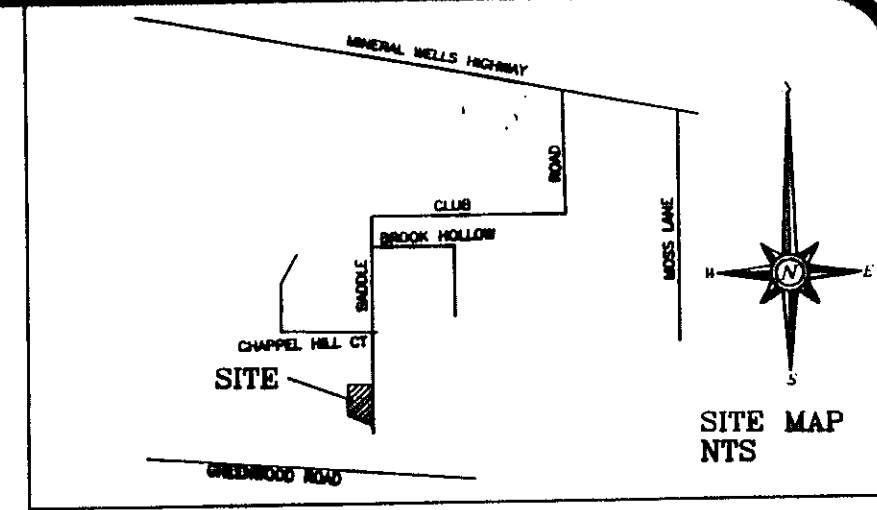 MINERAL WELLS HIGHWAY
ROAD
CLUB
BROOK HOLLOW
MOSS LANE
SADDLE
W
N
E
CHAPPEL HILL CT
SITE
S
SITE MAP
NTS
GREENWOOD ROAD